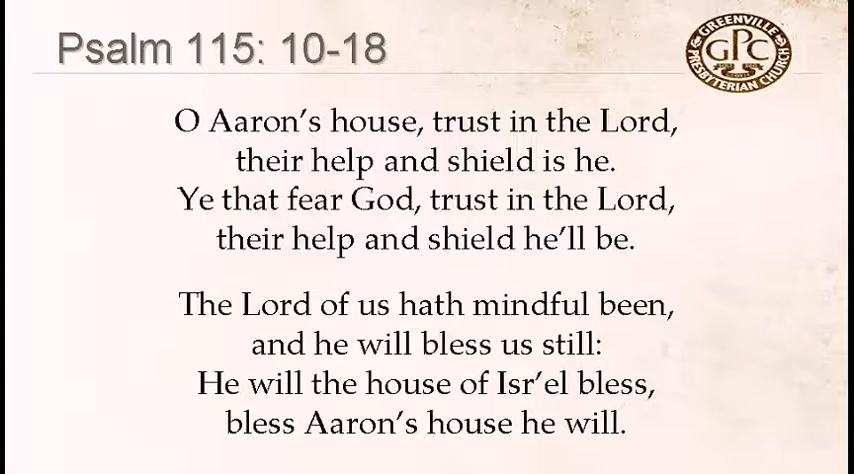 Psalm 115: 10-18
GREENVILLE
GPC
PRESBYTERIAN CHURCH
O Aaron's house, trust in the Lord,
their help and shield is he.
Ye that fear God, trust in the Lord,
their help and shield he'll be.
The Lord of us hath mindful been,
and he will bless us still:
He will the house of Isr'el bless,
bless Aaron's house he will.